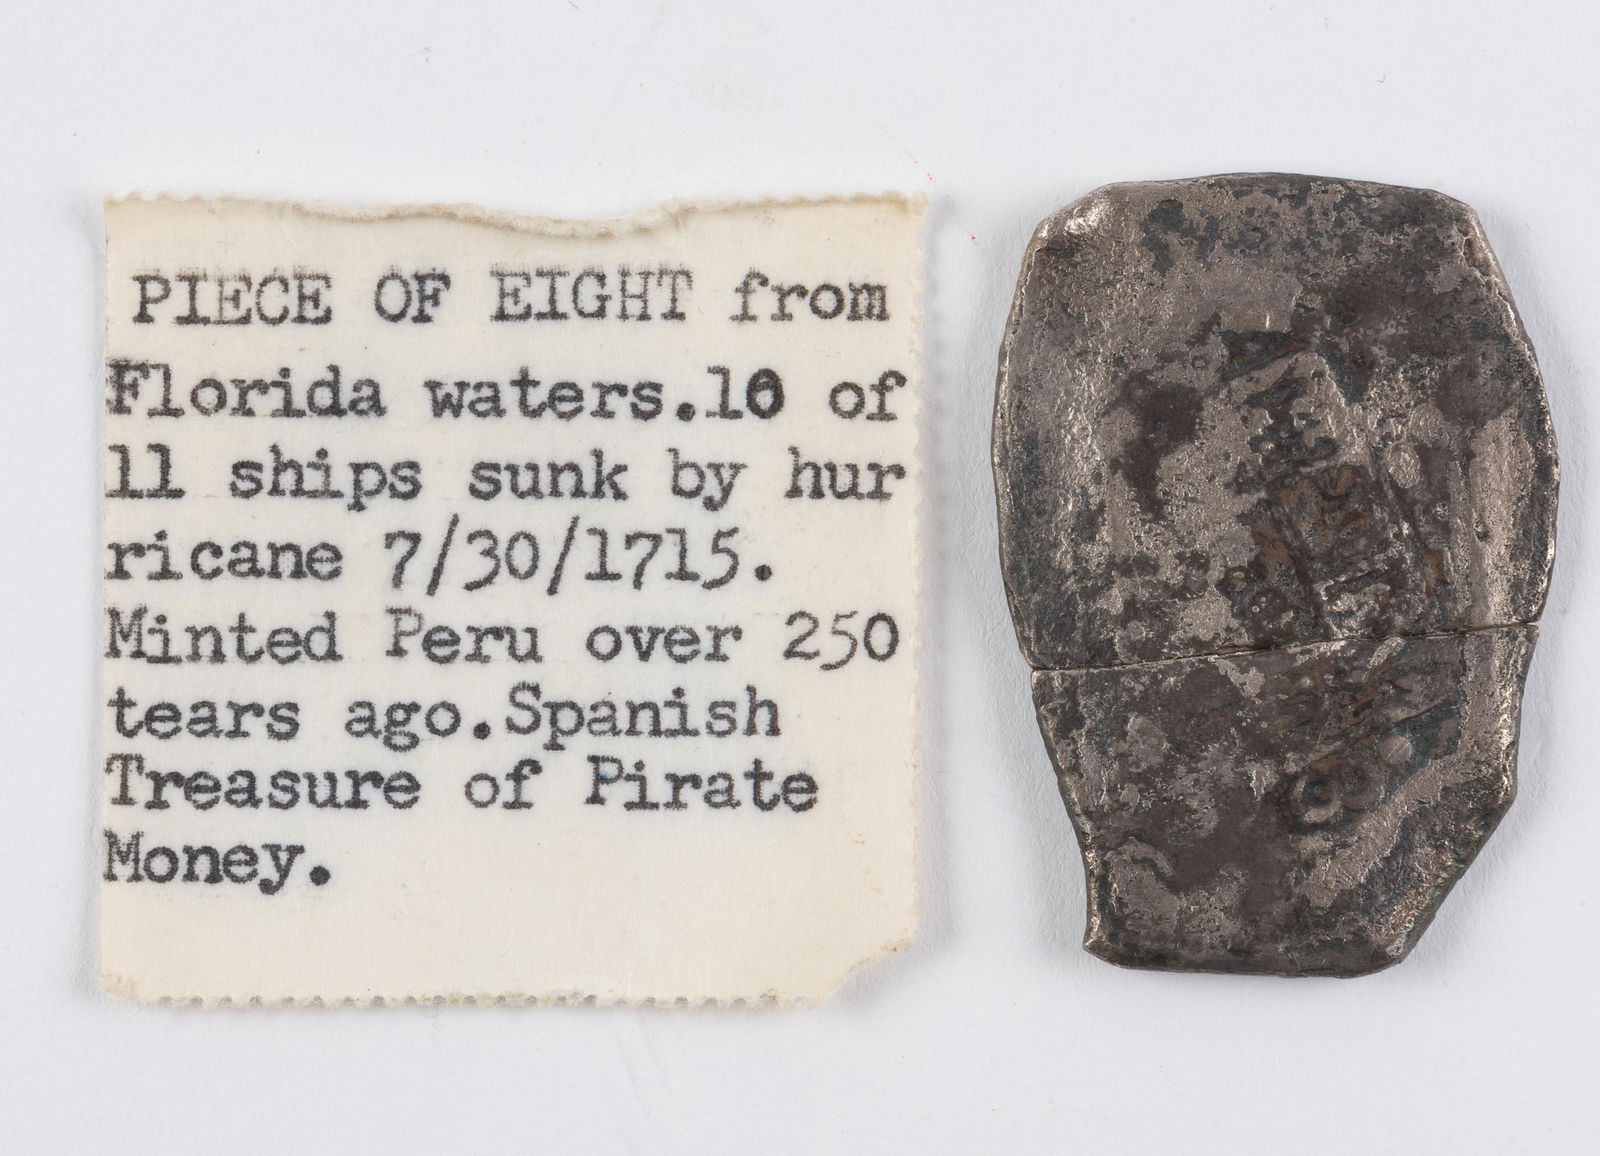 PIECE OF EIGHT from
Florida waters.10 of
11 ships sunk by hur
ricane 7/30/1715.
Minted Peru over 250
tears ago.Spanish
Treasure of Pirate
Money.